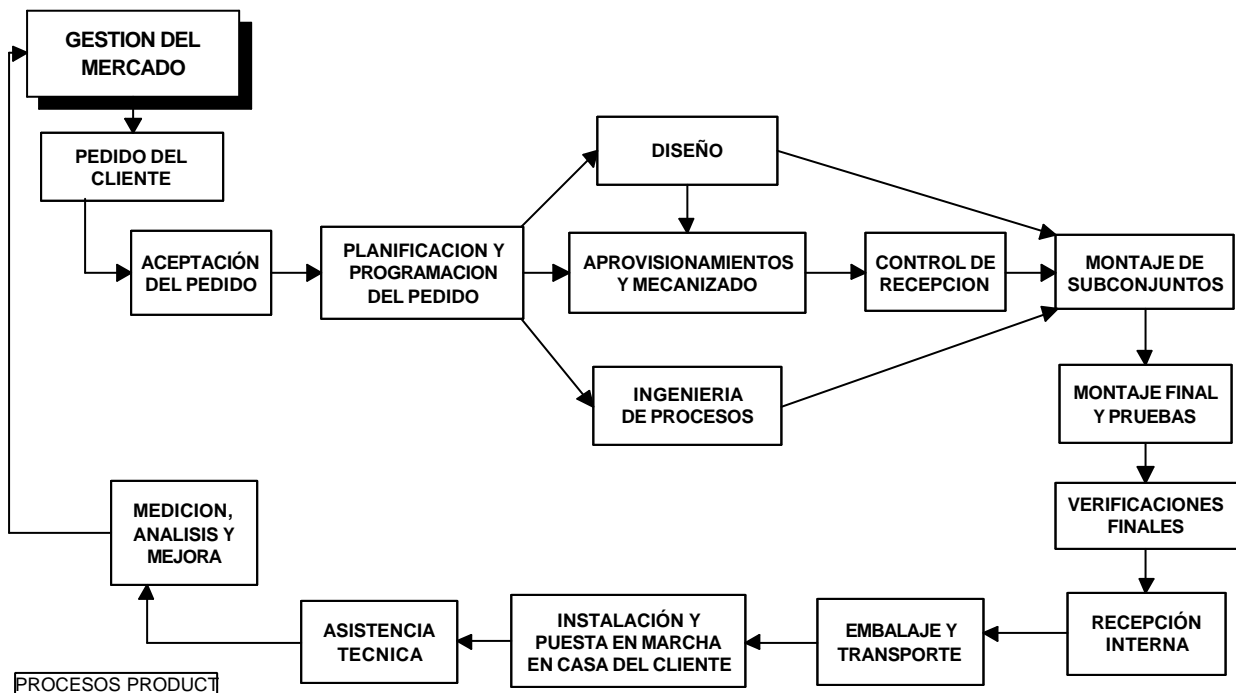 GESTION DEL
MERCADO
PEDIDO DEL
CLIENTE
ACEPTACIÓN
DEL PEDIDO
PLANIFICACION Y
PROGRAMACION
DEL PEDIDO
DISEÑO
APROVISIONAMIENTOS
Y MECANIZADO
CONTROL DE
RECEPCION
INGENIERIA
DE PROCESOS
MONTAJE DE
SUBCONJUNTOS
MONTAJE FINAL
Y PRUEBAS
VERIFICACIONES
FINALES
RECEPCIÓN
INTERNA
EMBALAJE Y
TRANSPORTE
INSTALACIÓN Y
PUESTA EN MARCHA
EN CASA DEL CLIENTE
ASISTENCIA
TECNICA
MEDICION,
ANALISIS Y
MEJORA
PROCESOS PRODUCT